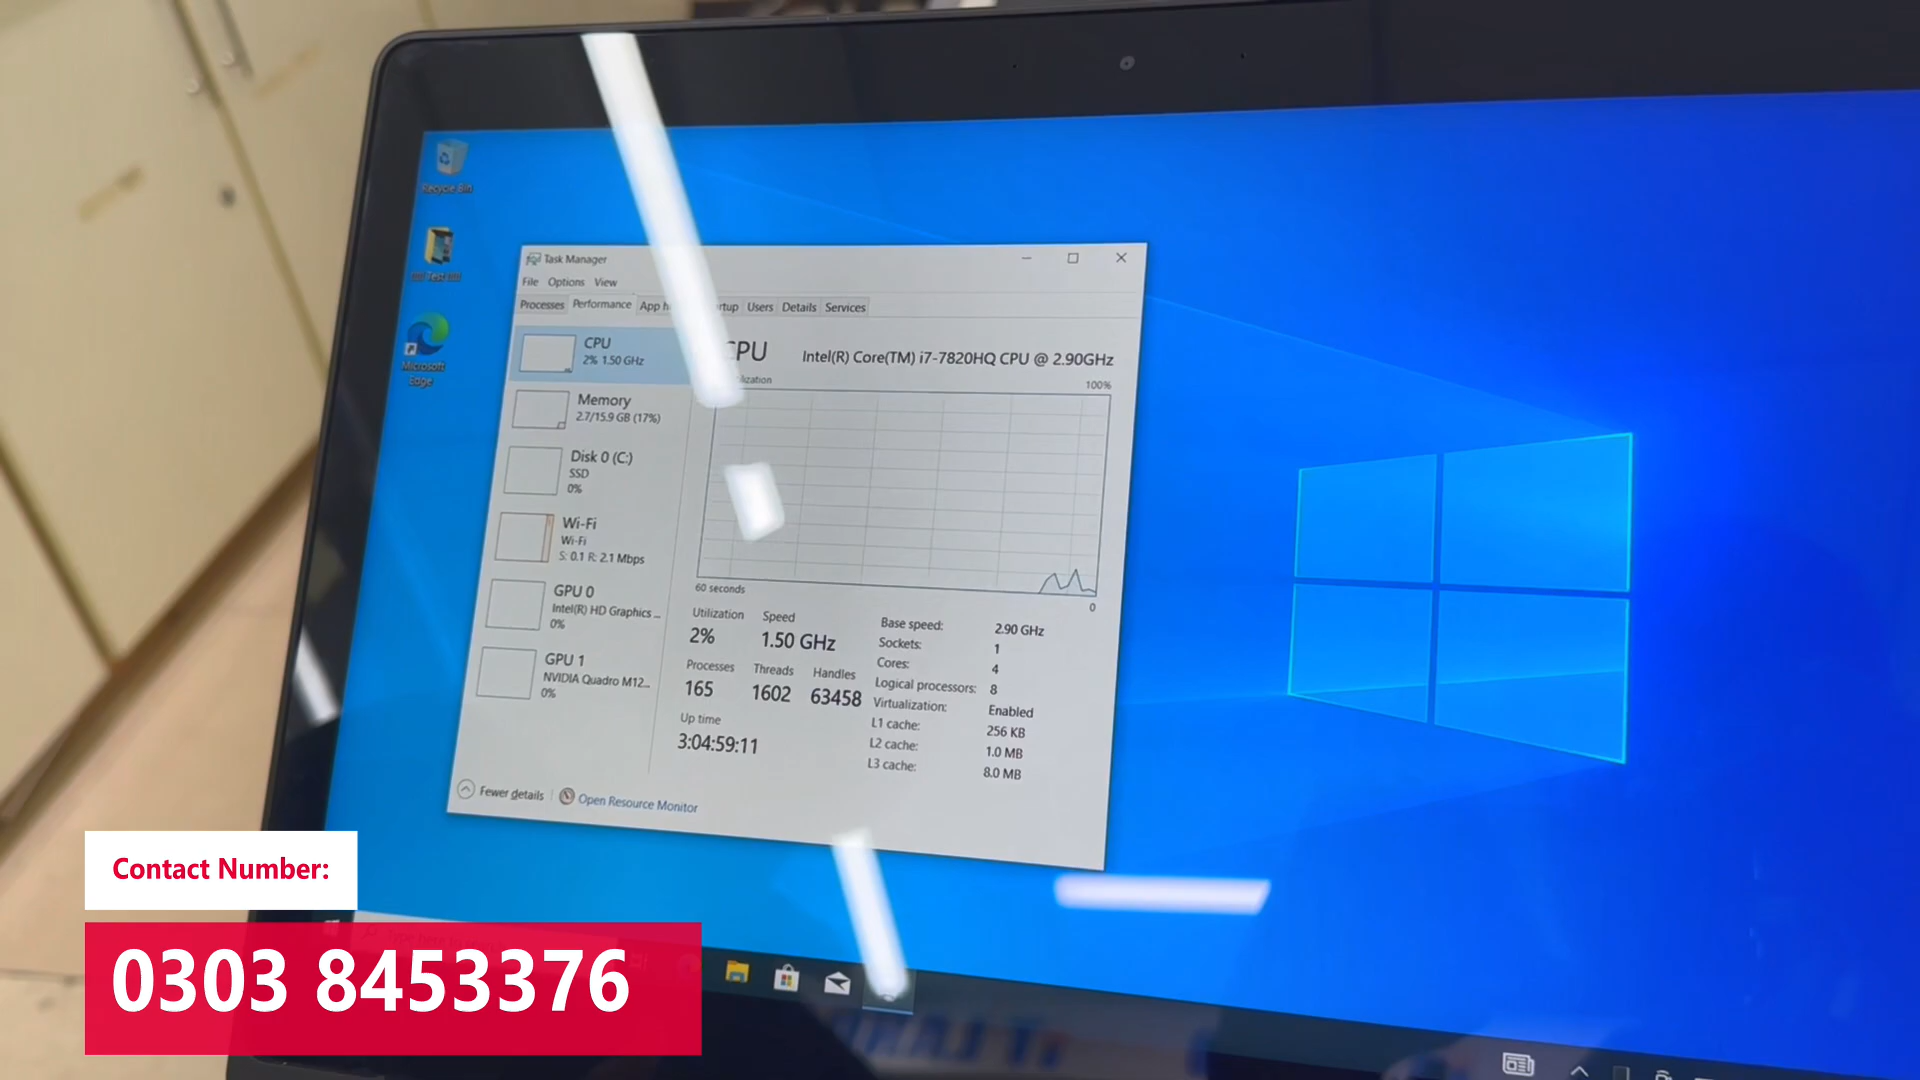 Recycle Bin
Microsoft
Edge
Task Manager
File Options View
Processes Performance Users Details Services
CPU
2% 1.50 GHz
Memory
2.7/15.9 GB (17%)
Disk 0 (C:)
SSD
0%
Wi-Fi
Wi-Fi
S: 0.1 R: 2.1 Mbps
GPU 0
Intel(R) HD Graphics ...
0%
GPU 1
NVIDIA Quadro M12...
0%
CPU Intel(R) Core(TM) i7-7820HQ CPU @ 2.90GHz
100%
60 seconds 0
Utilization Speed
2% 1.50 GHz
Processes Threads Handles
165 1602 63458
Up time
3:04:59:11
Base speed: 2.90 GHz
Sockets: 1
Cores: 4
Logical processors: 8
Virtualization: Enabled
L1 cache: 256 KB
L2 cache: 1.0 MB
L3 cache: 8.0 MB
Fewer details Open Resource Monitor
Contact Number:
0303 8453376